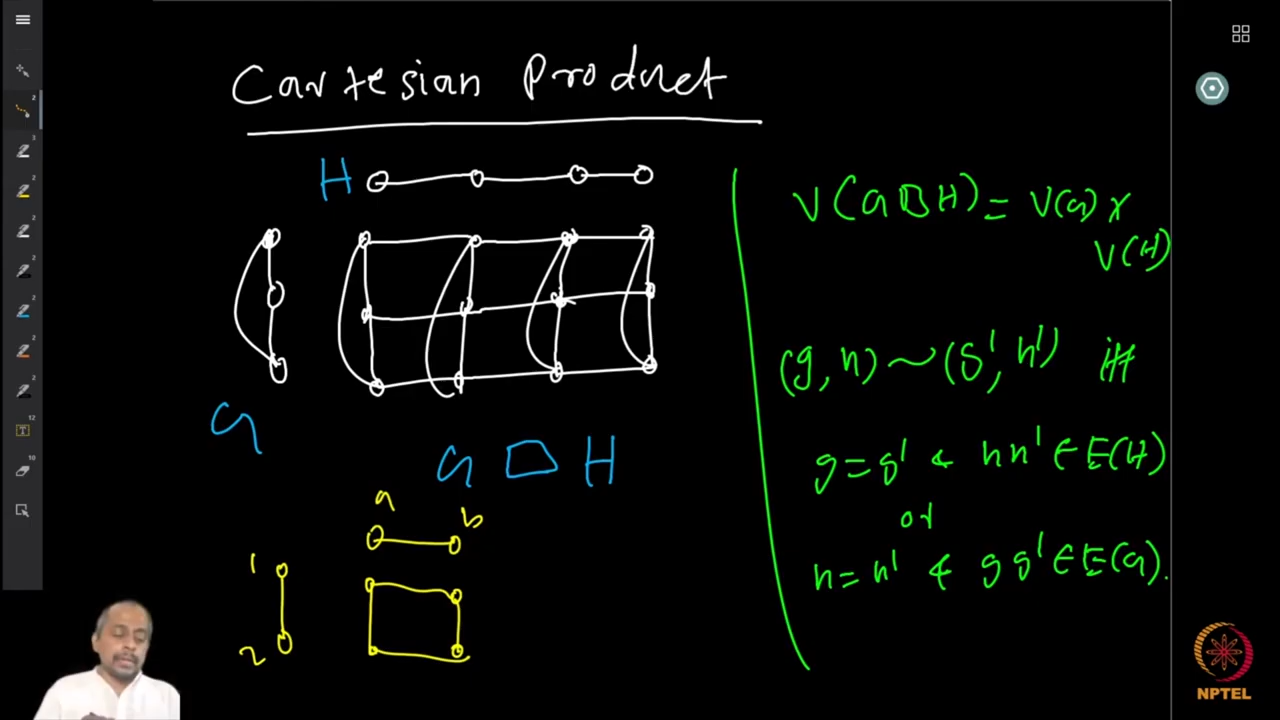 Cartesian Product
H
V(G□H) = V(G) x
V(H)
(g, h) ~ (g', h') iff
G
g = g' & hh' ∈ E(H)
G □ H
a
b
or
1
h = h' & gg' ∈ E(G).
2
NPTEL